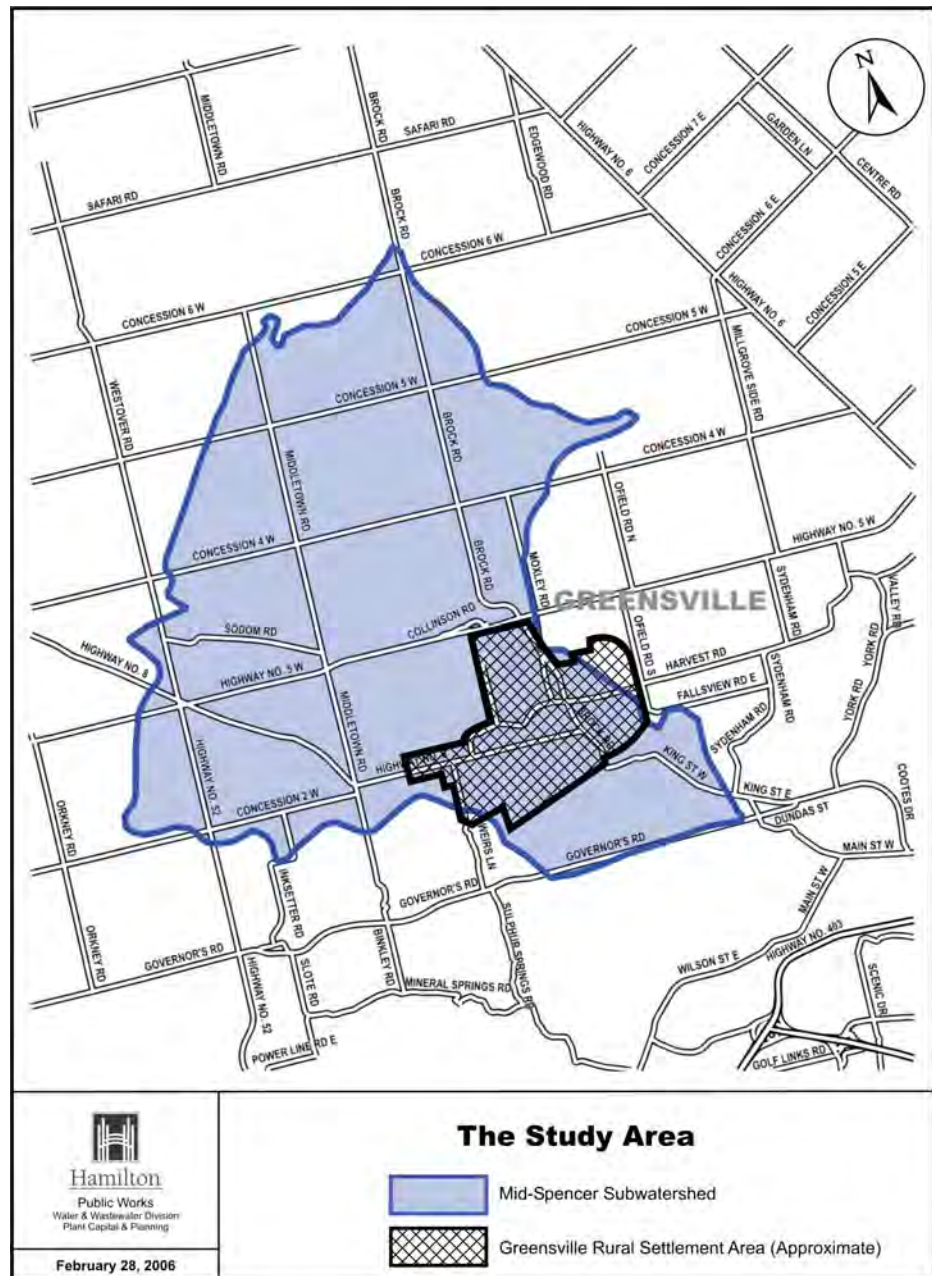 N
MIDDLETOWN RD
BROCK RD
SAFARI RD
EDGEWOOD RD
HIGHWAY NO. 6
CONCESSION 7 E
GARDEN LN
CENTRE RD
SAFARI RD
BROCK RD
CONCESSION 6 W
CONCESSION 6 E
CONCESSION 5 E
HIGHWAY NO. 6
CONCESSION 6 W
CONCESSION 5 W
MILLGROVE SIDE RD
WESTOVER RD
CONCESSION 5 W
BROCK RD
CONCESSION 4 W
MIDDLETOWN RD
OFIELD RD N
HIGHWAY NO. 5 W
CONCESSION 4 W
BROCK RD
MOXLEY RD
SYDENHAM RD
VALLEY RD
GREENSVILLE
COLLINSON RD
SODOM RD
OFIELD RD S
HARVEST RD
YORK RD
HIGHWAY NO. 8
HIGHWAY NO. 5 W
FALLSVIEW RD E
SYDENHAM RD
YORK RD
MIDDLETOWN RD
SYDENHAM RD
KING ST W
HIGHWAY NO. 52
CONCESSION 2 W
KING ST E
DUNDAS ST
COOTES DR
ORKNEY RD
WEIRS LN
GOVERNOR'S RD
MAIN ST W
INKSETTER RD
GOVERNOR'S RD
MAIN ST W
ORKNEY RD
GOVERNOR'S RD
BINKLEY RD
SULPHUR SPRINGS RD
WILSON ST E
HIGHWAY NO. 403
HIGHWAY NO. 52
SLOTE RD
MINERAL SPRINGS RD
SCENIC DR
POWER LINE RD E
GOLF LINKS RD
Hamilton
Public Works
Water & Wastewater Division
Plant Capital & Planning
February 28, 2006
The Study Area
Mid-Spencer Subwatershed
Greensville Rural Settlement Area (Approximate)